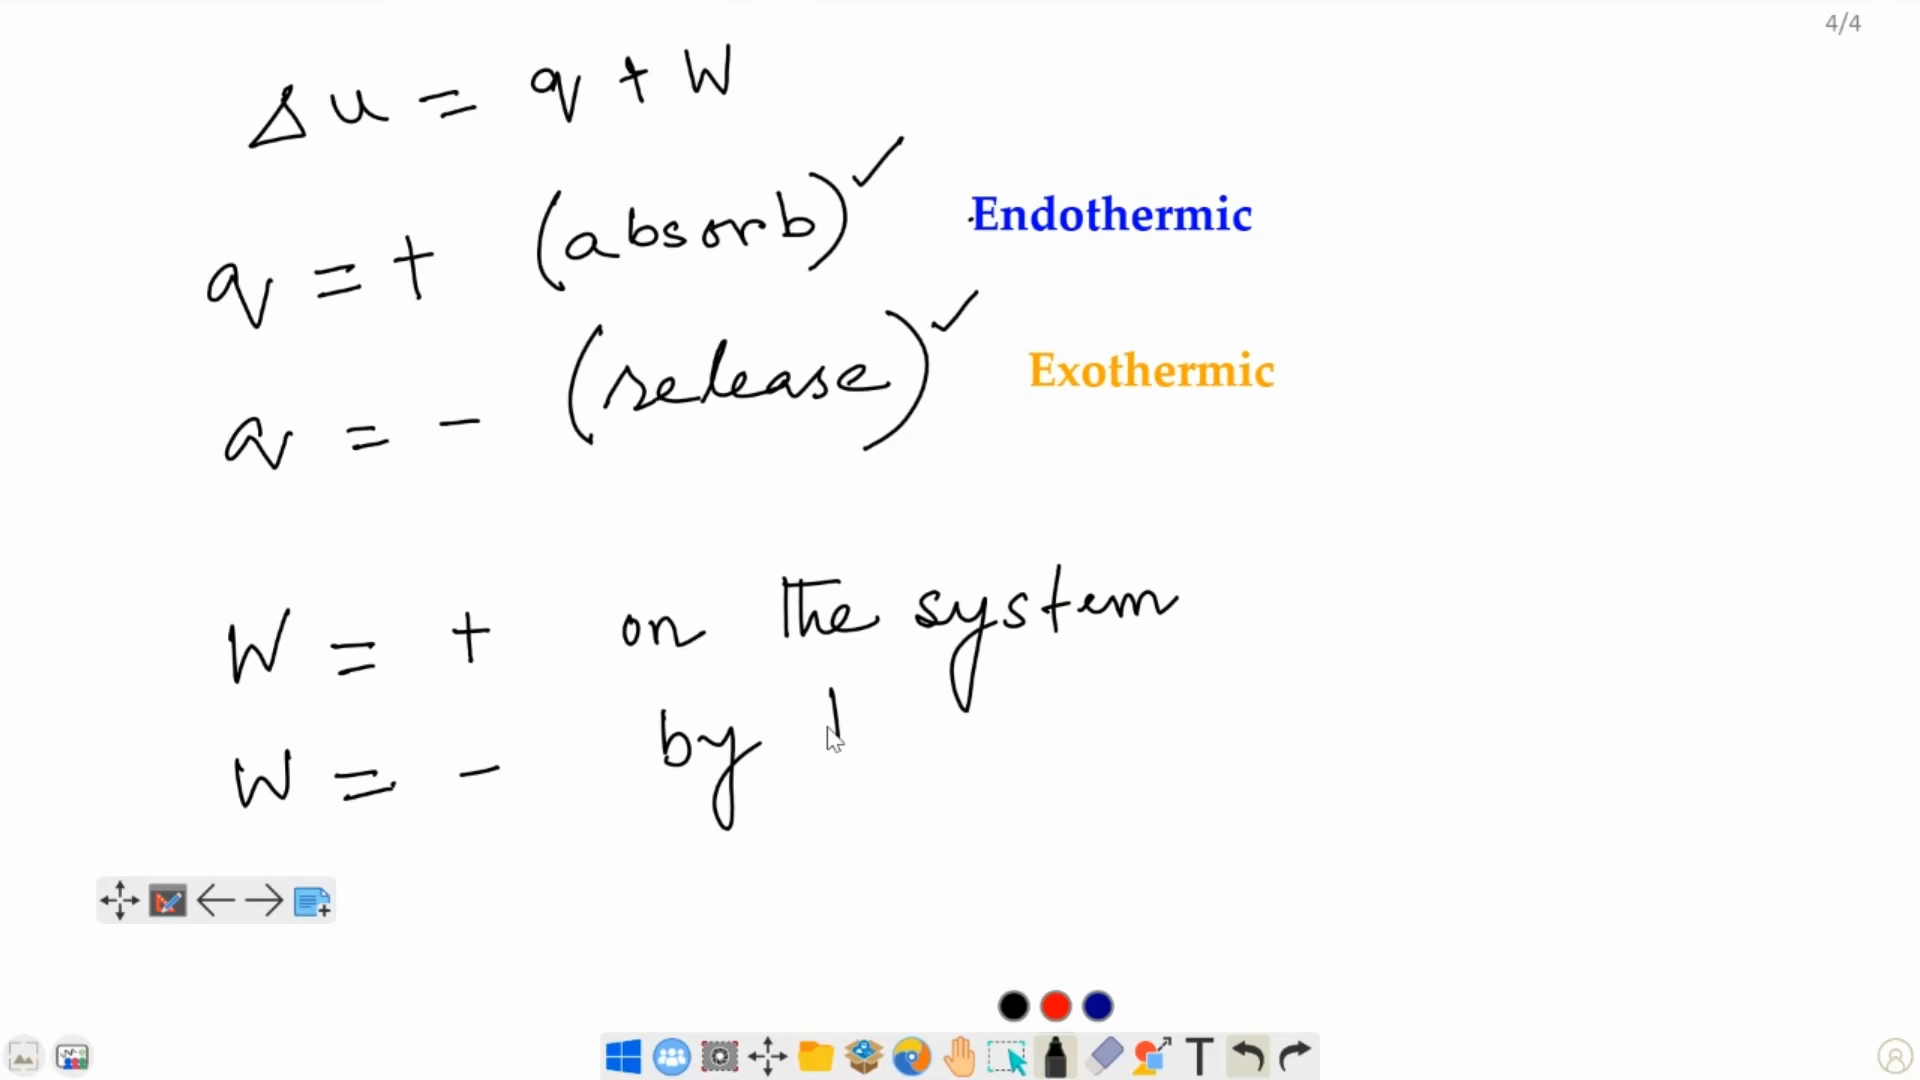 4/4
Δu = q + W
q = + (absorb) ✓ Endothermic
q = - (release) ✓ Exothermic
W = + on the system
W = - by